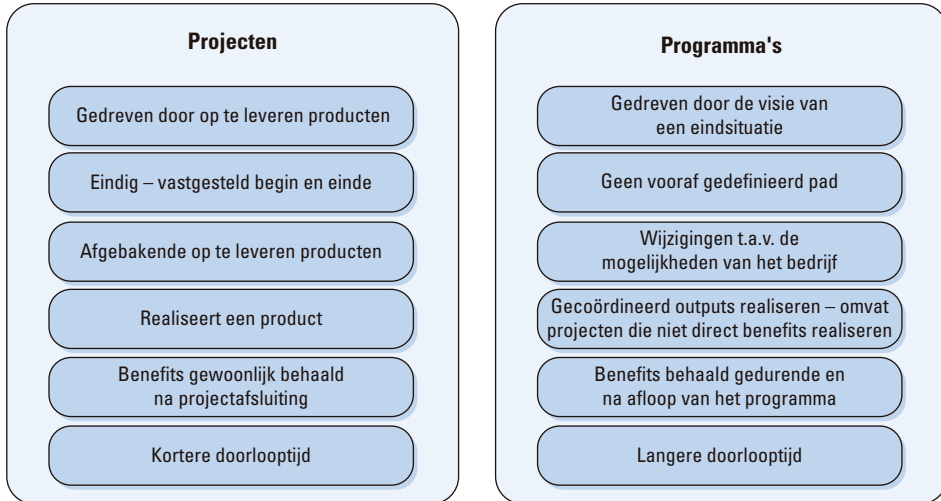 Projecten
Gedreven door op te leveren producten
Eindig – vastgesteld begin en einde
Afgebakende op te leveren producten
Realiseert een product
Benefits gewoonlijk behaald
na projectafsluiting
Kortere doorlooptijd
Programma's
Gedreven door de visie van
een eindsituatie
Geen vooraf gedefinieerd pad
Wijzigingen t.a.v. de
mogelijkheden van het bedrijf
Gecoördineerd outputs realiseren – omvat
projecten die niet direct benefits realiseren
Benefits behaald gedurende en
na afloop van het programma
Langere doorlooptijd